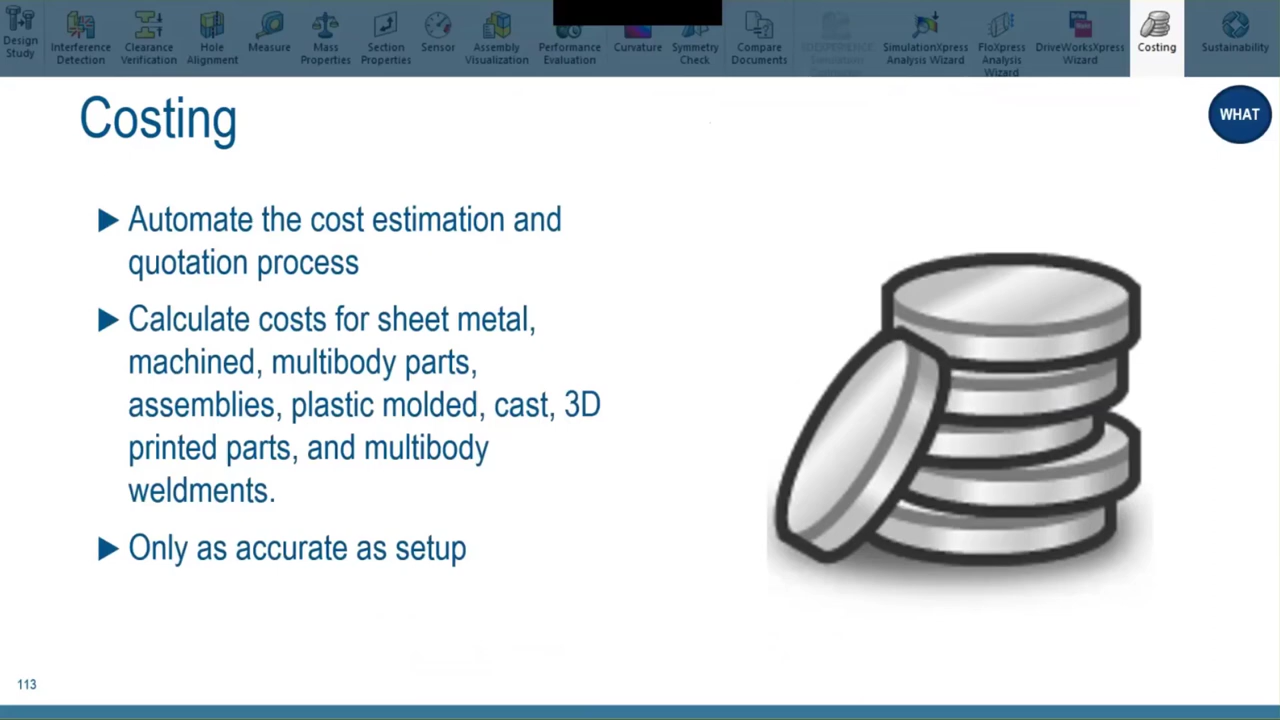 Design
Study
Interference
Detection
Clearance
Verification
Hole
Alignment
Measure
Mass
Properties
Section
Properties
Sensor
Assembly
Visualization
Performance
Evaluation
Curvature
Symmetry
Check
Compare
Documents
SimulationXpress
Analysis Wizard
FloXpress
Analysis
Wizard
DriveWorksXpress
Wizard
Costing
Sustainability
Costing
WHAT
▶ Automate the cost estimation and
quotation process
▶ Calculate costs for sheet metal,
machined, multibody parts,
assemblies, plastic molded, cast, 3D
printed parts, and multibody
weldments.
▶ Only as accurate as setup
113